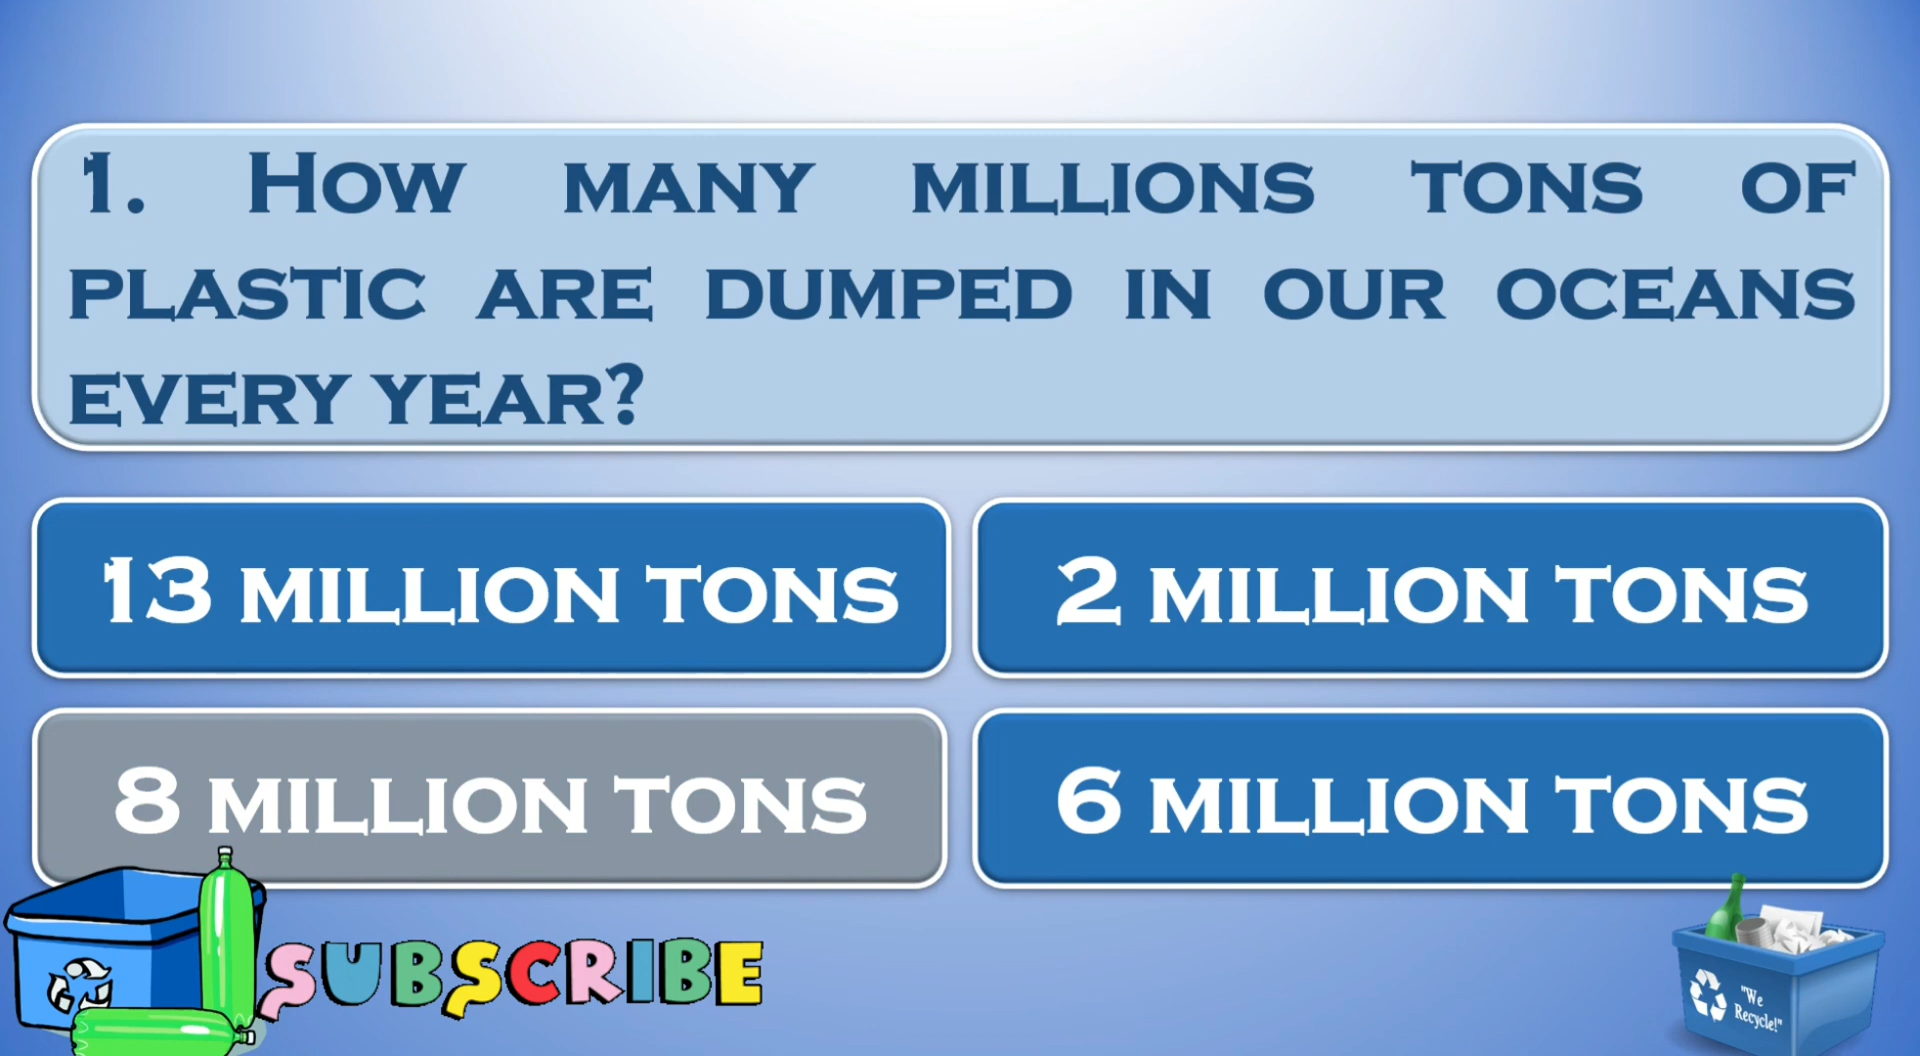 1. How many millions tons of
plastic are dumped in our oceans
every year?
13 million tons
2 million tons
8 million tons
6 million tons
SUBSCRIBE
"We
Recycle!"